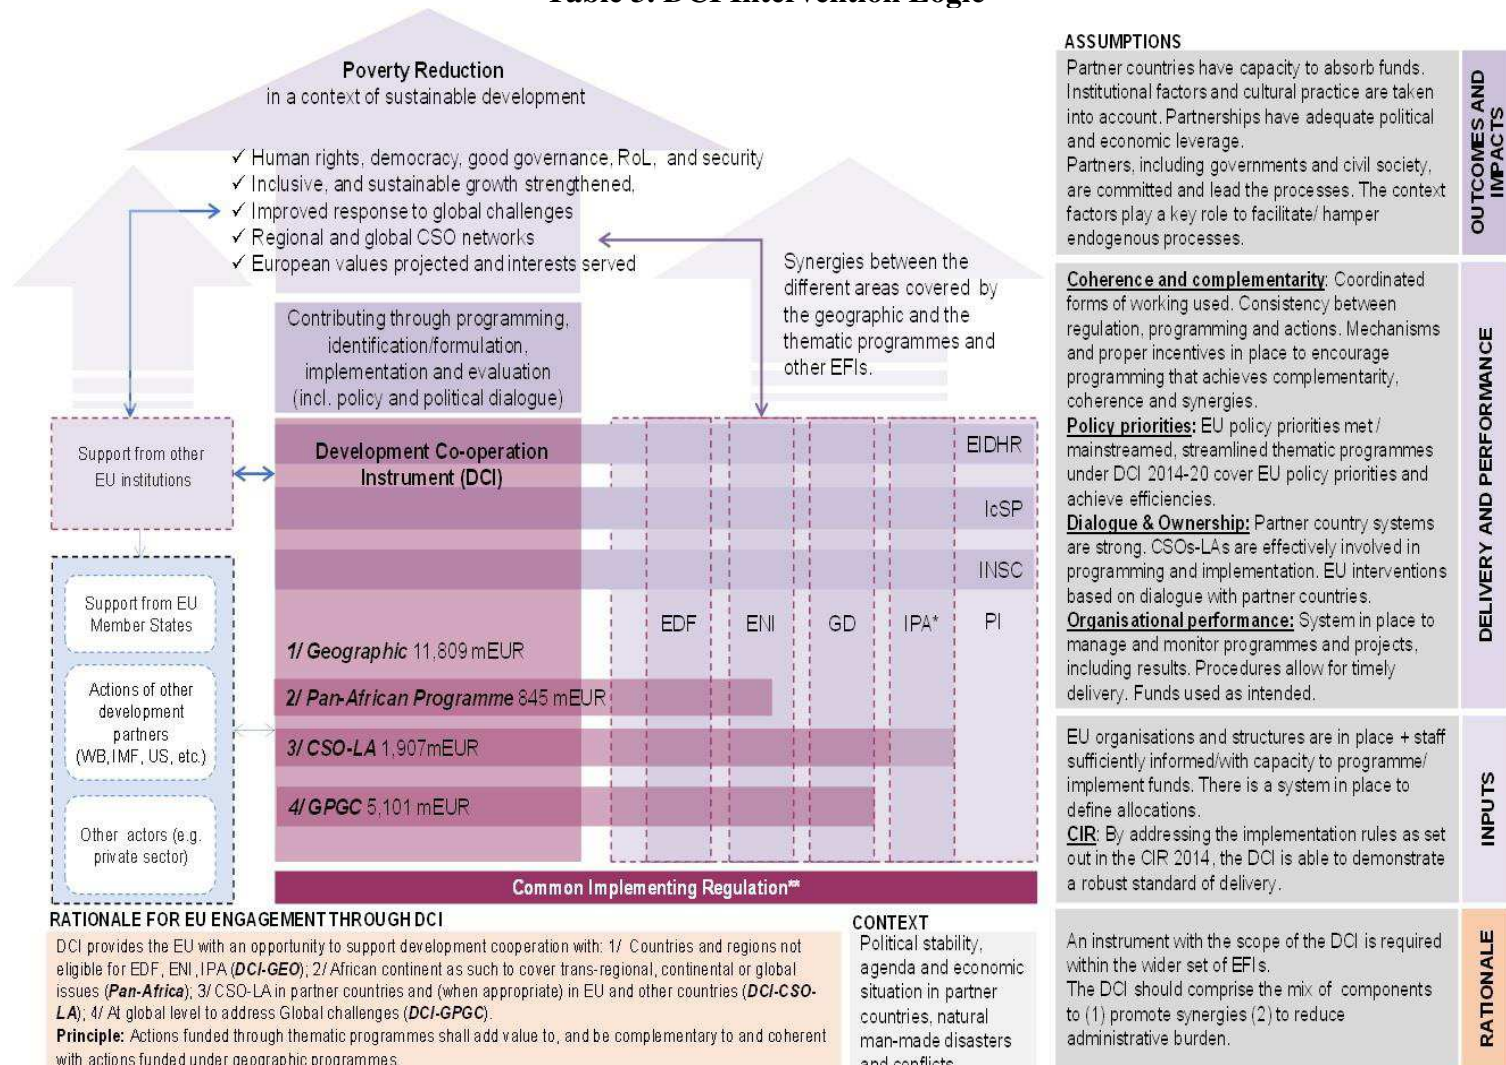 Table 3: DCI Intervention Logic
Poverty Reduction
in a context of sustainable development
✓ Human rights, democracy, good governance, RoL, and security
✓ Inclusive, and sustainable growth strengthened,
✓ Improved response to global challenges
✓ Regional and global CSO networks
✓ European values projected and interests served
Synergies between the
different areas covered by
the geographic and the
thematic programmes and
other EFIs.
Contributing through programming,
identification/formulation,
implementation and evaluation
(incl. policy and political dialogue)
Support from other
EU institutions
Development Co-operation
Instrument (DCI)
EIDHR
IcSP
INSC
EDF
ENI
GD
IPA*
PI
Support from EU
Member States
Actions of other
development
partners
(WB,IMF, US, etc.)
Other actors (e.g.
private sector)
1/ Geographic 11,809 mEUR
2/ Pan-African Programme 845 mEUR
3/ CSO-LA 1,907mEUR
4/ GPGC 5,101 mEUR
Common Implementing Regulation**
RATIONALE FOR EU ENGAGEMENT THROUGH DCI
DCI provides the EU with an opportunity to support development cooperation with: 1/ Countries and regions not
eligible for EDF, ENI ,IPA (DCI-GEO); 2/ African continent as such to cover trans-regional, continental or global
issues (Pan-Africa); 3/ CSO-LA in partner countries and (when appropriate) in EU and other countries (DCI-CSO-
LA); 4/ At global level to address Global challenges (DCI-GPGC).
Principle: Actions funded through thematic programmes shall add value to, and be complementary to and coherent
with actions funded under geographic programmes.
CONTEXT
Political stability,
agenda and economic
situation in partner
countries, natural
man-made disasters
and conflicts
ASSUMPTIONS
Partner countries have capacity to absorb funds.
Institutional factors and cultural practice are taken
into account. Partnerships have adequate political
and economic leverage.
Partners, including governments and civil society,
are committed and lead the processes. The context
factors play a key role to facilitate/ hamper
endogenous processes.
OUTCOMES AND
IMPACTS
Coherence and complementarity: Coordinated
forms of working used. Consistency between
regulation, programming and actions. Mechanisms
and proper incentives in place to encourage
programming that achieves complementarity,
coherence and synergies.
Policy priorities: EU policy priorities met /
mainstreamed, streamlined thematic programmes
under DCI 2014-20 cover EU policy priorities and
achieve efficiencies.
Dialogue & Ownership: Partner country systems
are strong. CSOs-LAs are effectively involved in
programming and implementation. EU interventions
based on dialogue with partner countries.
Organisational performance: System in place to
manage and monitor programmes and projects,
including results. Procedures allow for timely
delivery. Funds used as intended.
DELIVERY AND PERFORMANCE
EU organisations and structures are in place + staff
sufficiently informed/with capacity to programme/
implement funds. There is a system in place to
define allocations.
CIR: By addressing the implementation rules as set
out in the CIR 2014, the DCI is able to demonstrate
a robust standard of delivery.
INPUTS
An instrument with the scope of the DCI is required
within the wider set of EFIs.
The DCI should comprise the mix of components
to (1) promote synergies (2) to reduce
administrative burden.
RATIONALE